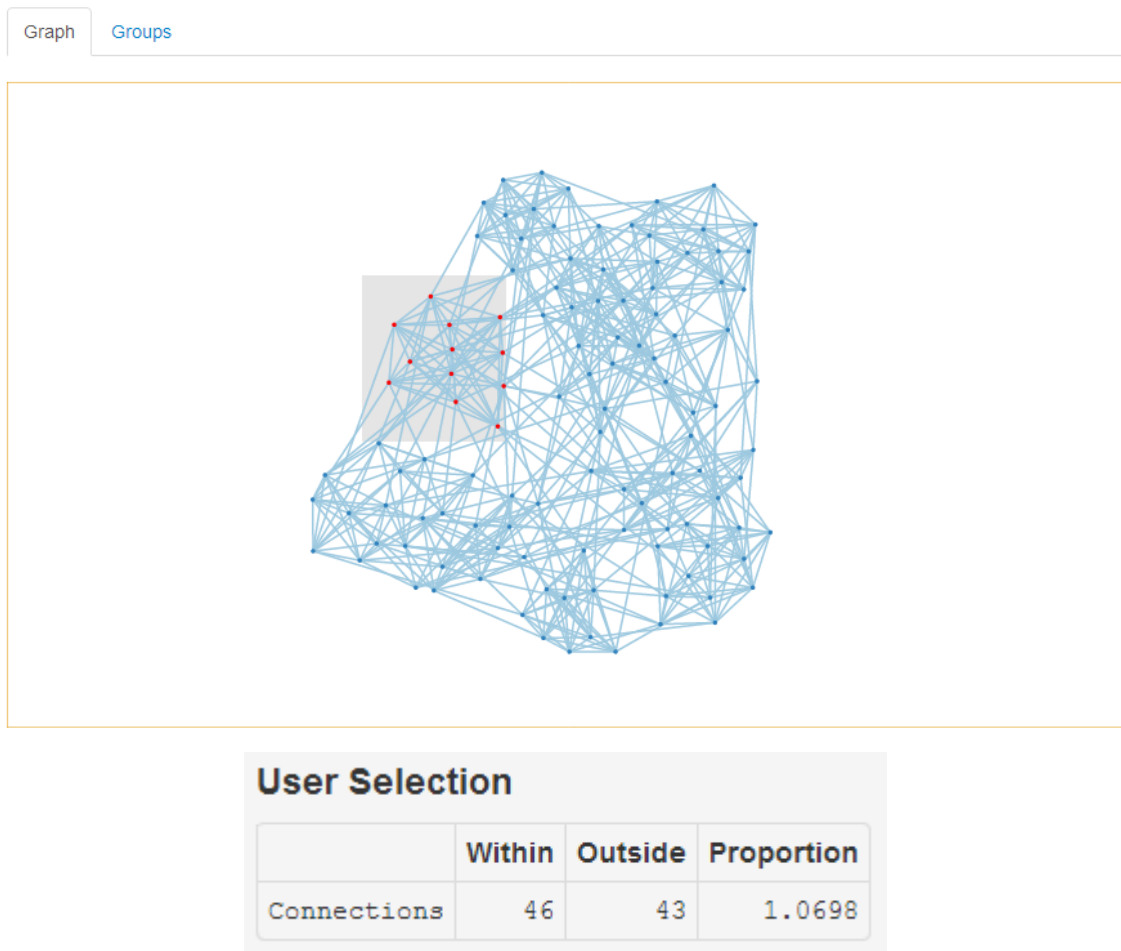 Graph Groups
User Selection
Within Outside Proportion
Connections 46 43 1.0698